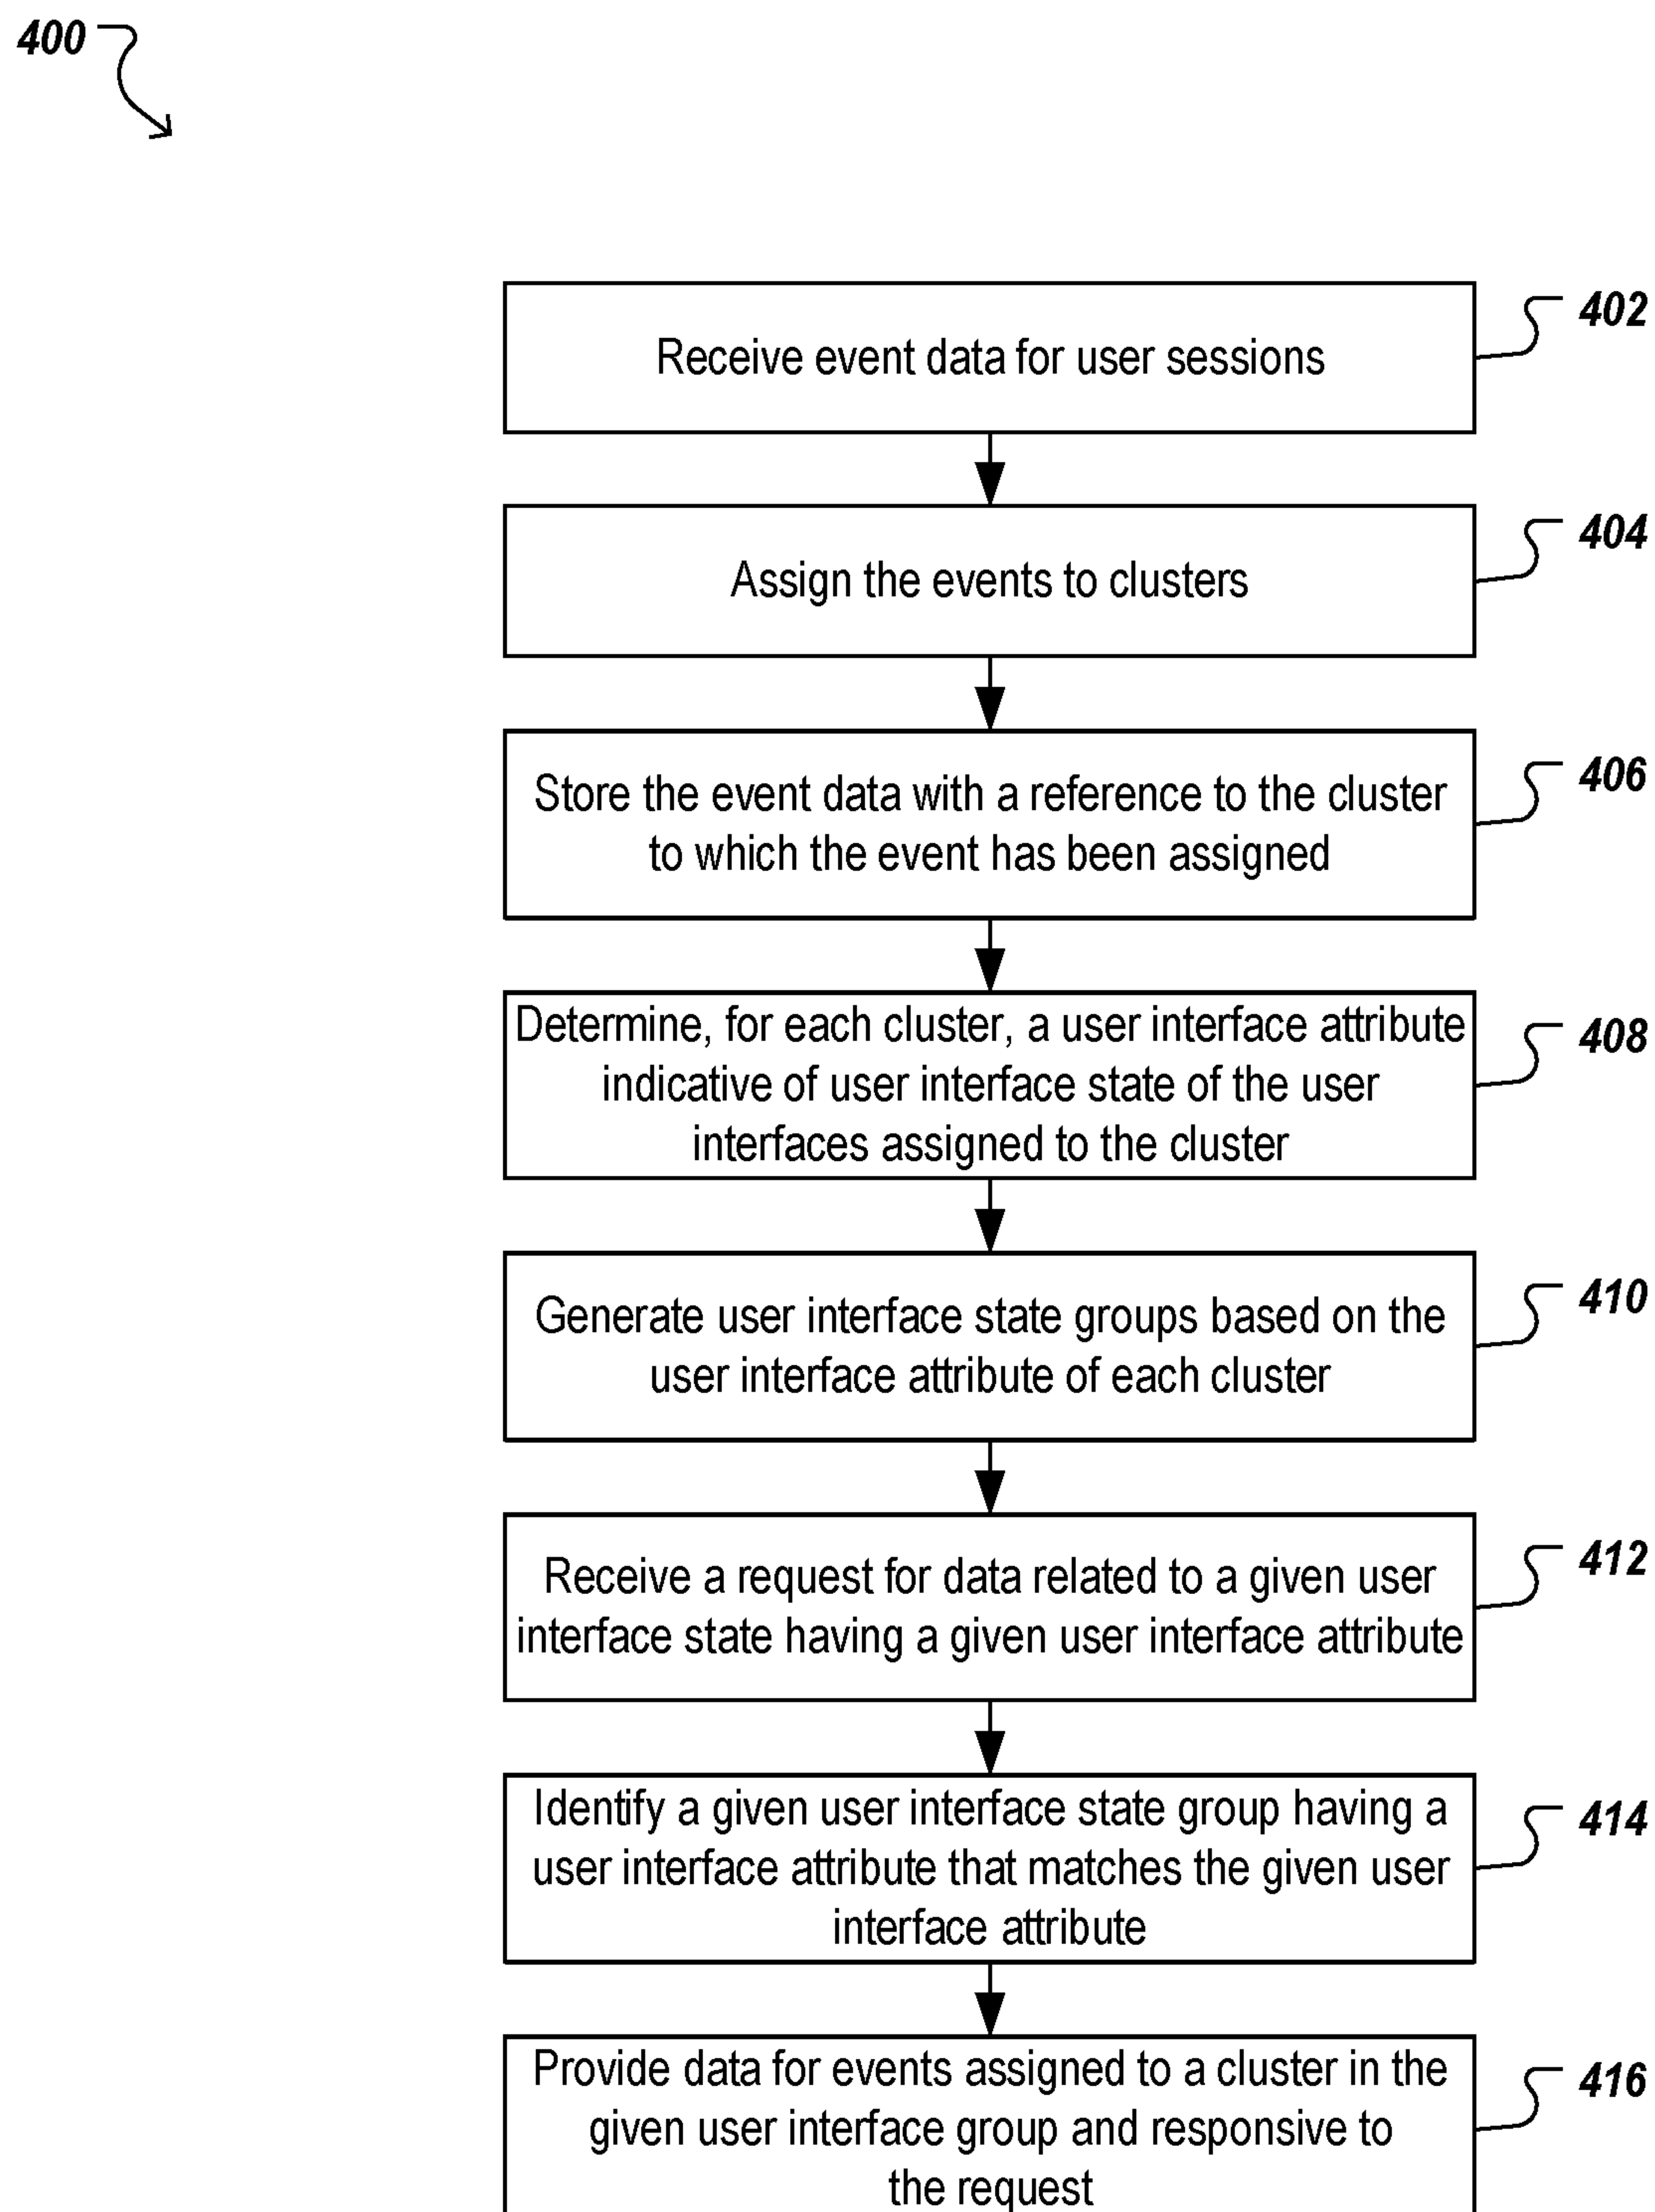 400
Receive event data for user sessions
402
Assign the events to clusters
404
Store the event data with a reference to the cluster
to which the event has been assigned
406
Determine, for each cluster, a user interface attribute
indicative of user interface state of the user
interfaces assigned to the cluster
408
Generate user interface state groups based on the
user interface attribute of each cluster
410
Receive a request for data related to a given user
interface state having a given user interface attribute
412
Identify a given user interface state group having a
user interface attribute that matches the given user
interface attribute
414
Provide data for events assigned to a cluster in the
given user interface group and responsive to
the request
416